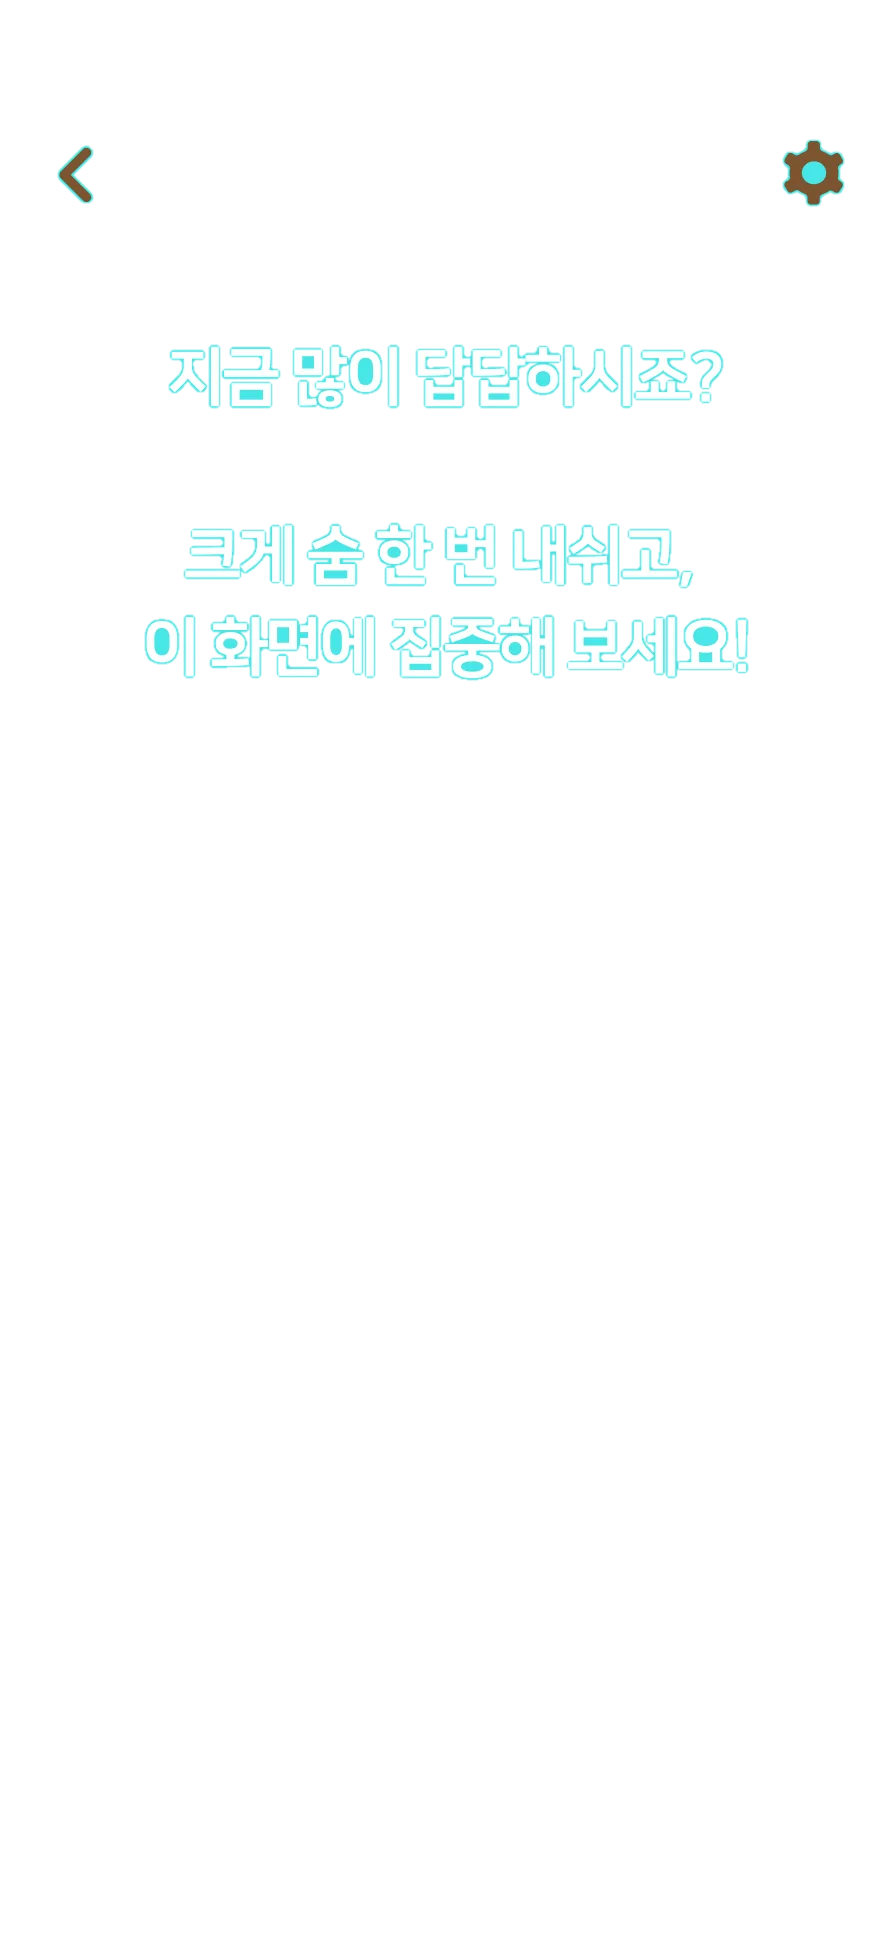 지금 많이 답답하시죠?
크게 숨 한 번 내쉬고,
이 화면에 집중해 보세요!